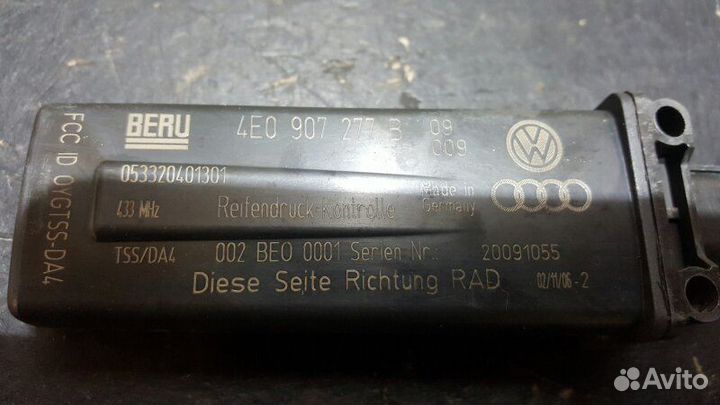 FCC ID OYGTSS-DA4
BERU
4E0 907 277 B
09
009
053320401301
433 MHz
Reifendruck-Kontrolle
Made in
Germany
TSS/DA4
002 BE0 0001 Serien Nr.: 20091055
Diese Seite Richtung RAD
02/11/06 - 2
Avito